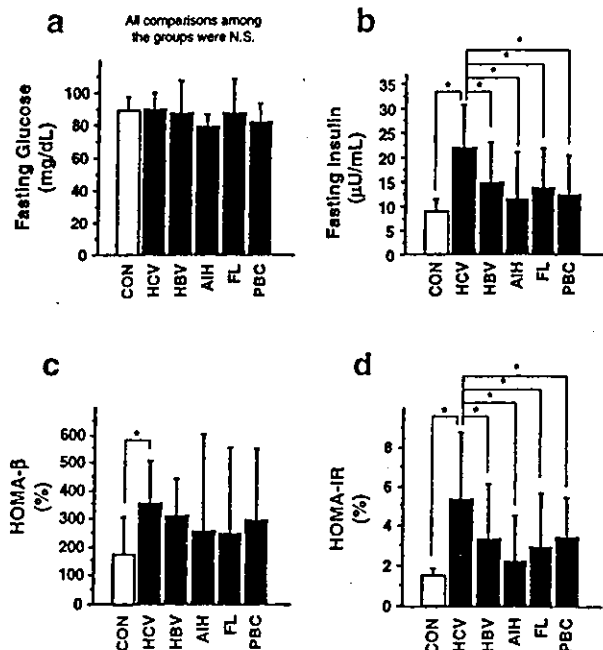 a
All comparisons among
the groups were N.S.
Fasting Glucose
(mg/dL)
100
80
60
40
20
0
CON HCV HBV AIH FL PBC
b
* * * * *
Fasting Insulin
(µU/mL)
35
30
25
20
15
10
5
0
CON HCV HBV AIH FL PBC
c
*
HOMA-β
(%)
600
500
400
300
200
100
0
CON HCV HBV AIH FL PBC
d
* * * * *
HOMA-IR
(%)
8
6
4
2
0
CON HCV HBV AIH FL PBC